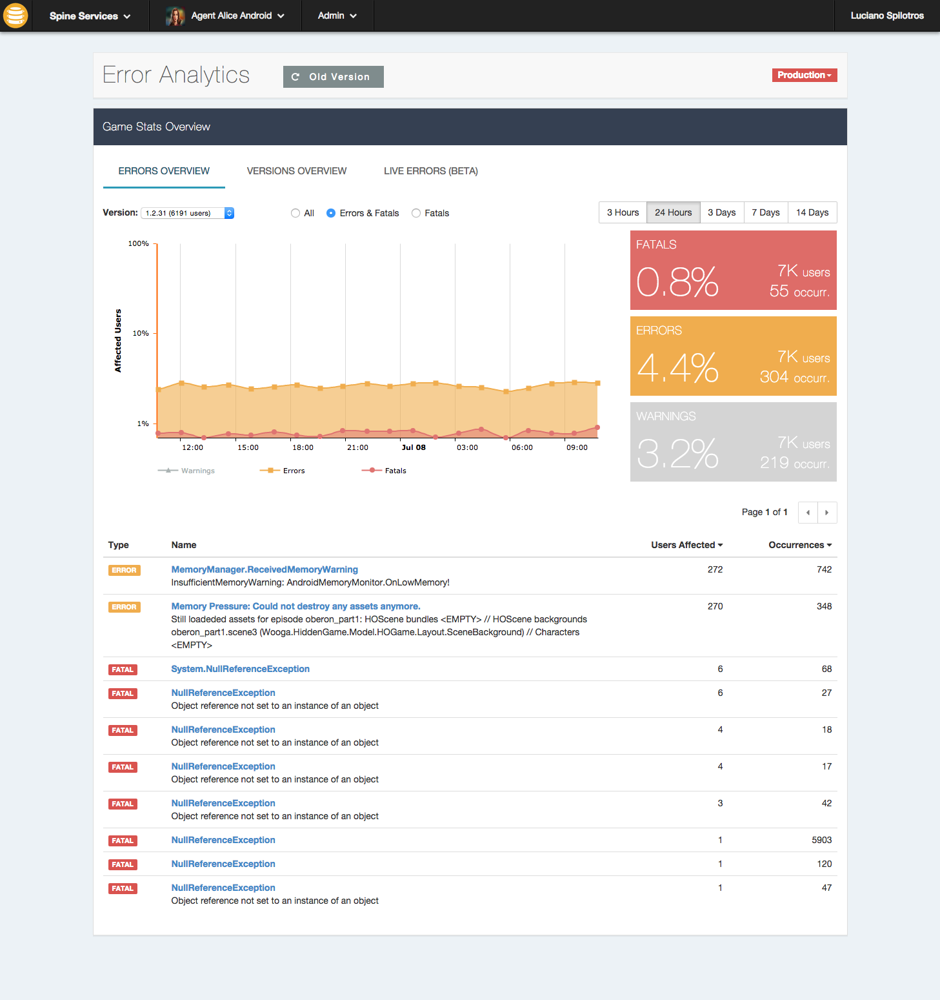 Spine Services
Agent Alice Android
Admin
Luciano Spilotros
Error Analytics
Old Version
Production
Game Stats Overview
ERRORS OVERVIEW
VERSIONS OVERVIEW
LIVE ERRORS (BETA)
Version: 1.2.31 (6191 users)
All
Errors & Fatals
Fatals
3 Hours
24 Hours
3 Days
7 Days
14 Days
100%
10%
1%
Affected Users
12:00
15:00
18:00
21:00
Jul 08
03:00
06:00
09:00
Warnings
Errors
Fatals
FATALS
0.8%
7K users
55 occurr.
ERRORS
4.4%
7K users
304 occurr.
WARNINGS
3.2%
7K users
219 occurr.
Page 1 of 1
Type Name Users Affected Occurrences
ERROR MemoryManager.ReceivedMemoryWarning 272 742
InsufficientMemoryWarning: AndroidMemoryMonitor.OnLowMemory!
ERROR Memory Pressure: Could not destroy any assets anymore. 270 348
Still loadeded assets for episode oberon_part1: HOScene bundles <EMPTY> // HOScene backgrounds
oberon_part1.scene3 (Wooga.HiddenGame.Model.HOGame.Layout.SceneBackground) // Characters
<EMPTY>
FATAL System.NullReferenceException 6 68
FATAL NullReferenceException 6 27
Object reference not set to an instance of an object
FATAL NullReferenceException 4 18
Object reference not set to an instance of an object
FATAL NullReferenceException 4 17
Object reference not set to an instance of an object
FATAL NullReferenceException 3 42
Object reference not set to an instance of an object
FATAL NullReferenceException 1 5903
FATAL NullReferenceException 1 120
FATAL NullReferenceException 1 47
Object reference not set to an instance of an object